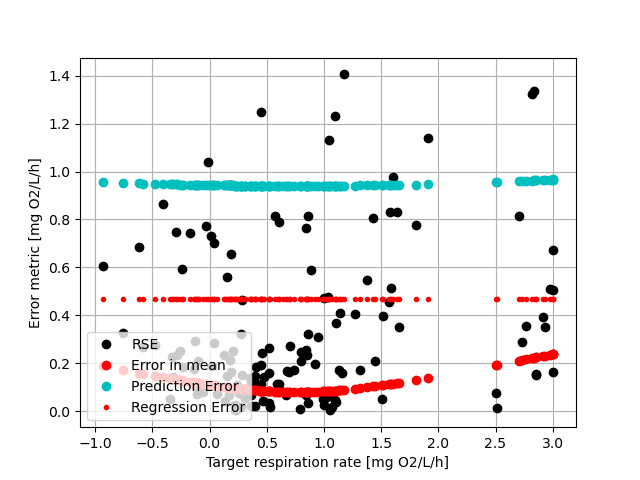 1.4
1.2
1.0
0.8
0.6
0.4
0.2
0.0
Error metric [mg O2/L/h]
RSE
Error in mean
Prediction Error
Regression Error
−1.0 −0.5 0.0 0.5 1.0 1.5 2.0 2.5 3.0
Target respiration rate [mg O2/L/h]